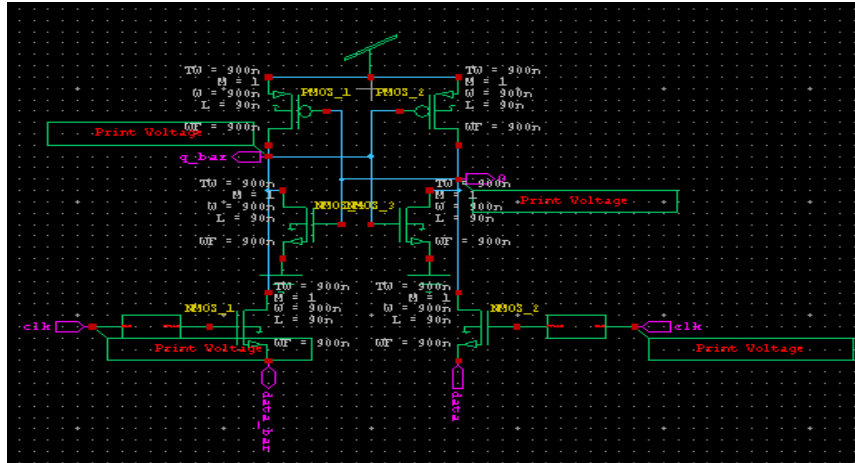 TW = 900n
M = 1
W = 900n
L = 90n
WF = 900n
PMOS_1
PMOS_2
TW = 900n
M = 1
W = 900n
L = 90n
WF = 900n
Print Voltage
q_bar
TW = 900n
M = 1
W = 900n
L = 90n
WF = 900n
TW = 900n
M = 1
W = 900n
L = 90n
WF = 900n
Print Voltage
NMOS_1
TW = 900n
M = 1
W = 900n
L = 90n
WF = 900n
TW = 900n
M = 1
W = 900n
L = 90n
WF = 900n
NMOS_2
clk
Print Voltage
clk
Print Voltage
data_bar
data